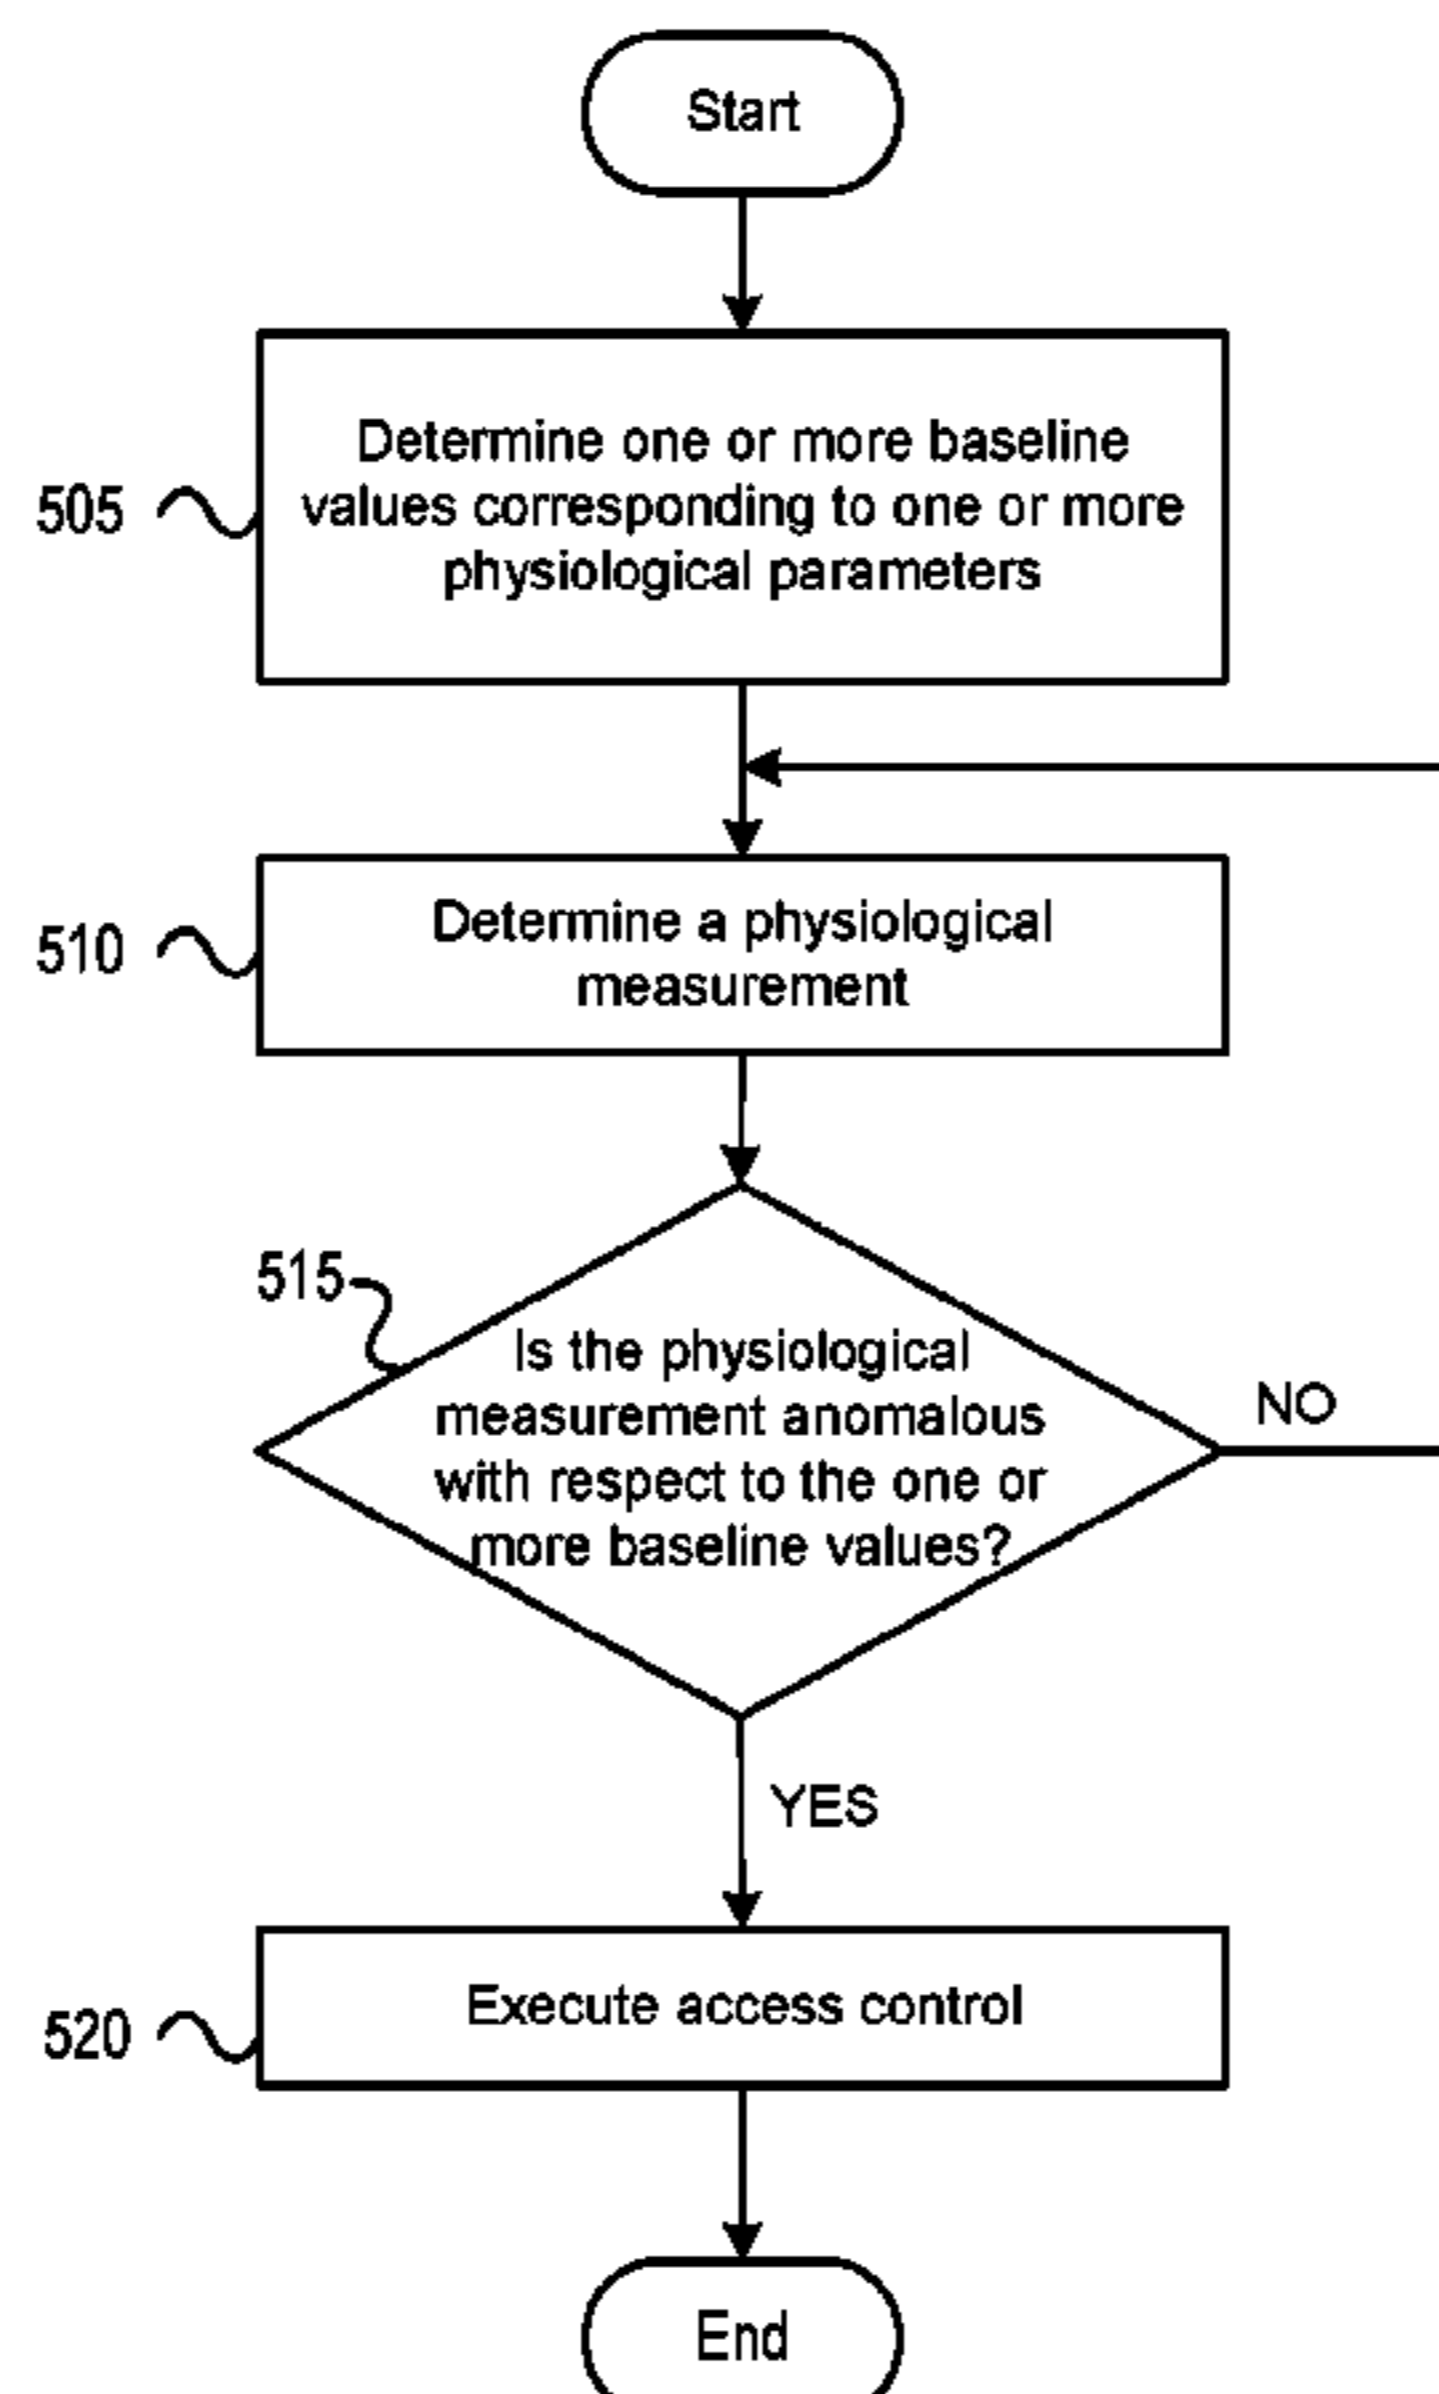 Start
Determine one or more baseline
values corresponding to one or more
physiological parameters
505
Determine a physiological
measurement
510
515
Is the physiological
measurement anomalous
with respect to the one or
more baseline values?
NO
YES
Execute access control
520
End